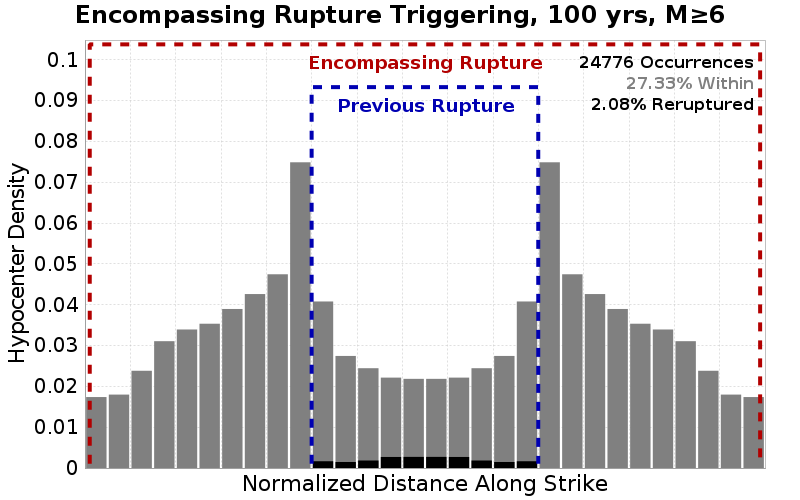 Encompassing Rupture Triggering, 100 yrs, M≥6
Encompassing Rupture
Previous Rupture
24776 Occurrences
27.33% Within
2.08% Reruptured
Hypocenter Density
0.1
0.09
0.08
0.07
0.06
0.05
0.04
0.03
0.02
0.01
0
Normalized Distance Along Strike